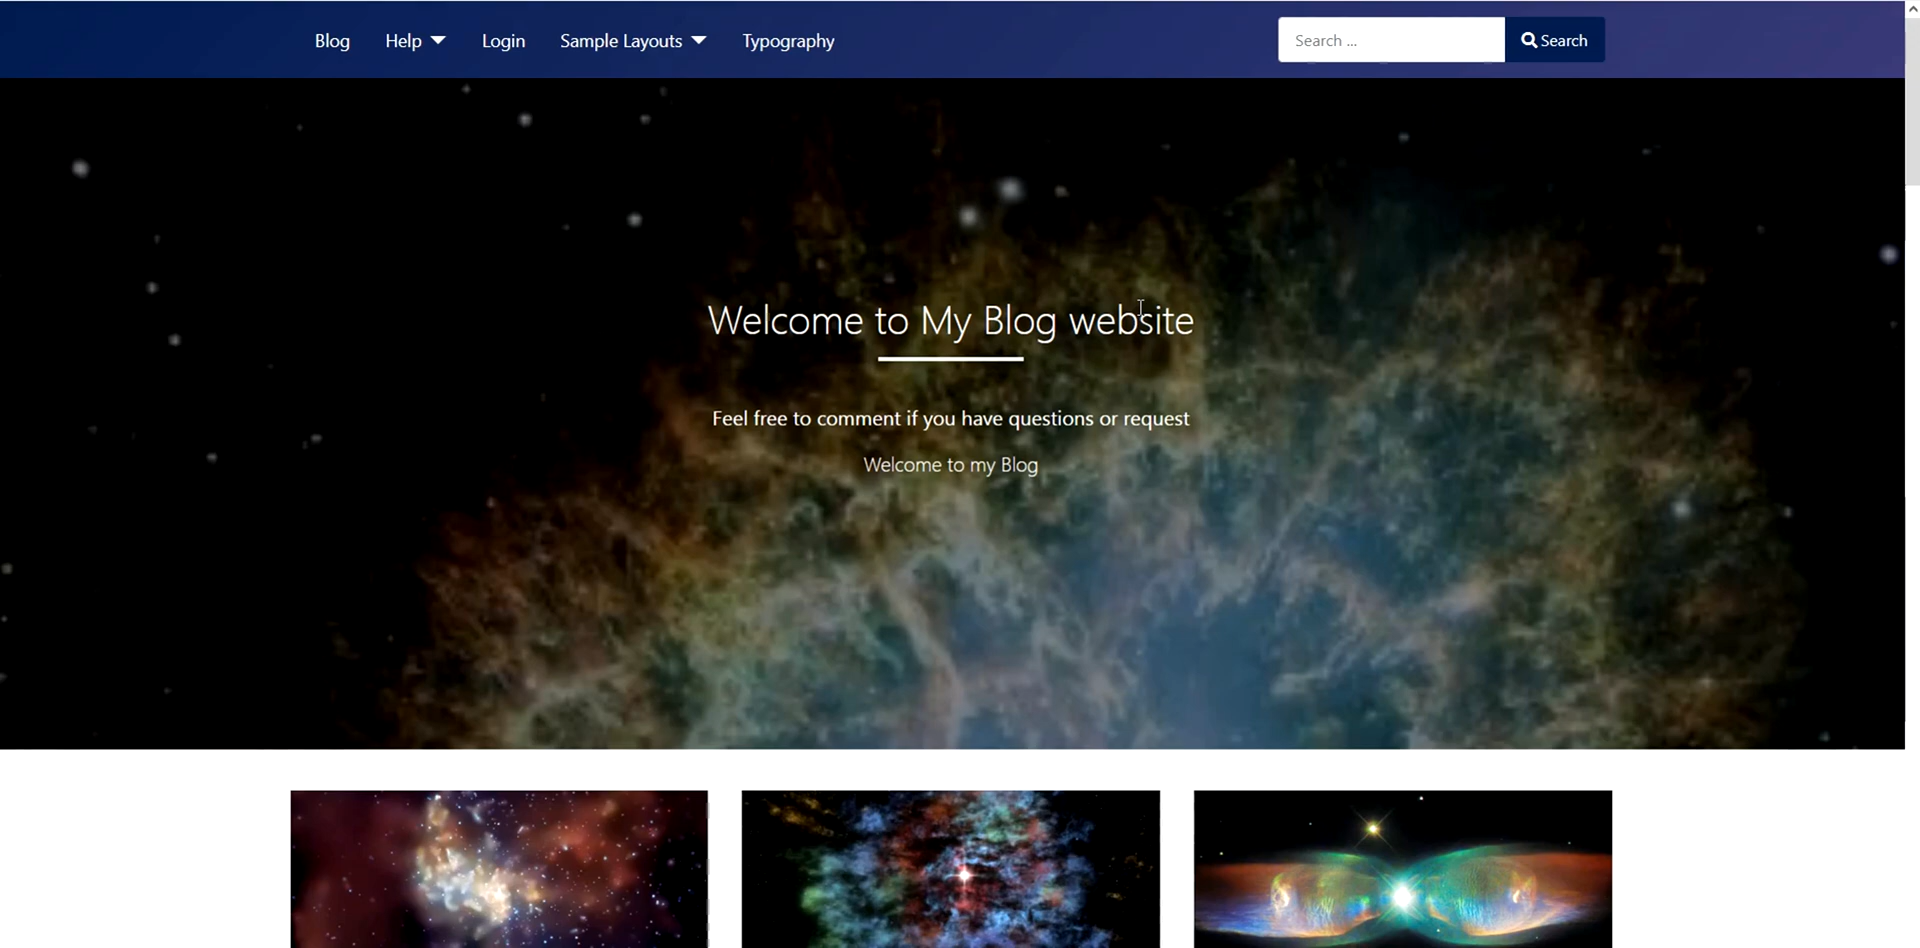 Blog Help Login Sample Layouts Typography Search ... Search
Welcome to My Blog website
Feel free to comment if you have questions or request
Welcome to my Blog